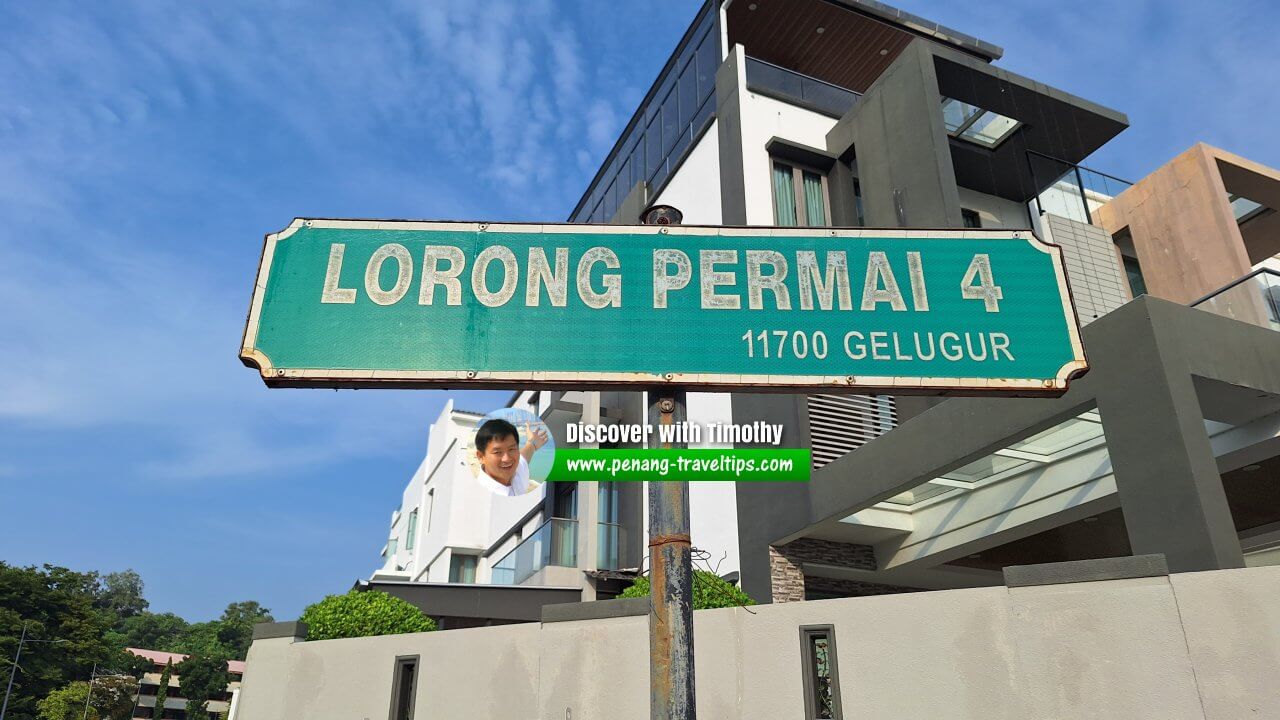 LORONG PERMAI 4
11700 GELUGUR
Discover with Timothy
www.penang-traveltips.com